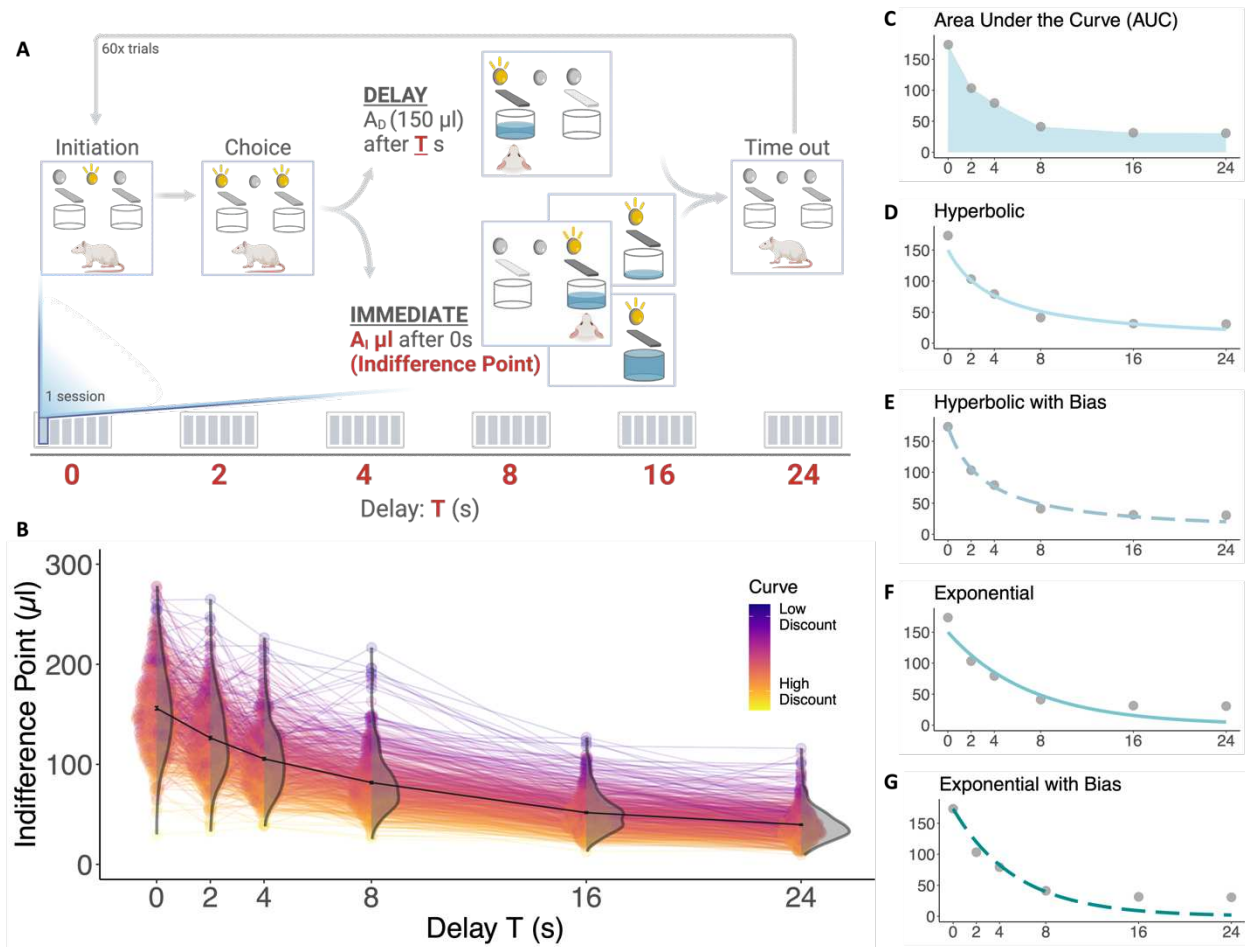 A
60x trials
Initiation
Choice
DELAY
A_D (150 µl)
after T s
Time out
IMMEDIATE
A_I µl after 0s
(Indifference Point)
1 session
0 2 4 8 16 24
Delay: T (s)
B
Indifference Point (µl)
300
200
100
0
Curve
Low
Discount
High
Discount
0 2 4 8 16 24
Delay T (s)
C
Area Under the Curve (AUC)
150
100
50
0
0 2 4 8 16 24
D
Hyperbolic
150
100
50
0
0 2 4 8 16 24
E
Hyperbolic with Bias
150
100
50
0
0 2 4 8 16 24
F
Exponential
150
100
50
0
0 2 4 8 16 24
G
Exponential with Bias
150
100
50
0
0 2 4 8 16 24